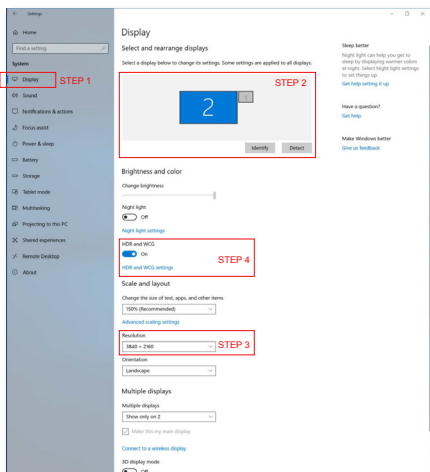 Settings
Home
Find a setting
System
Display
STEP 1
Sound
Notifications & actions
Focus assist
Power & sleep
Battery
Storage
Tablet mode
Multitasking
Projecting to this PC
Shared experiences
Remote Desktop
About
Display
Select and rearrange displays
Select a display below to change its settings. Some settings are applied to all displays.
STEP 2
2
1
Identify
Detect
Brightness and color
Change brightness
Night light
Off
Night light settings
HDR and WCG
On
STEP 4
HDR and WCG settings
Scale and layout
Change the size of text, apps, and other items
150% (Recommended)
Advanced scaling settings
Resolution
3840 × 2160
STEP 3
Orientation
Landscape
Multiple displays
Multiple displays
Show only on 2
Make this my main display
Connect to a wireless display
3D display mode
Off
Sleep better
Night light can help you get to
sleep by displaying warmer colors
at night. Select Night light settings
to set things up.
Get help setting it up
Have a question?
Get help
Make Windows better
Give us feedback